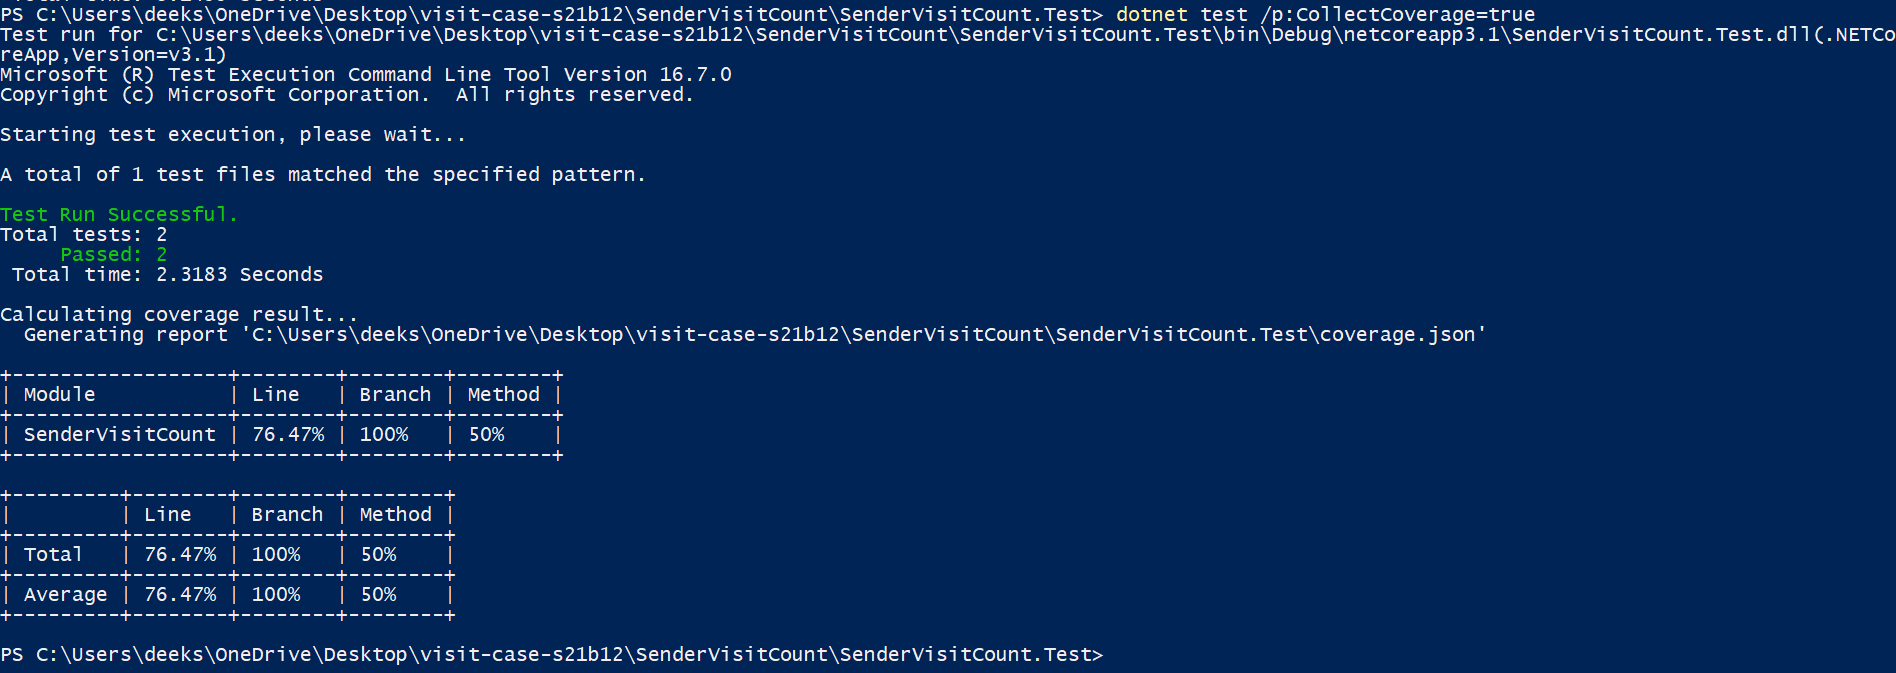 PS C:\Users\deeks\OneDrive\Desktop\visit-case-s21b12\SenderVisitCount\SenderVisitCount.Test> dotnet test /p:CollectCoverage=true
Test run for C:\Users\deeks\OneDrive\Desktop\visit-case-s21b12\SenderVisitCount\SenderVisitCount.Test\bin\Debug\netcoreapp3.1\SenderVisitCount.Test.dll(.NETCo
reApp,Version=v3.1)
Microsoft (R) Test Execution Command Line Tool Version 16.7.0
Copyright (c) Microsoft Corporation.  All rights reserved.

Starting test execution, please wait...

A total of 1 test files matched the specified pattern.

Test Run Successful.
Total tests: 2
     Passed: 2
 Total time: 2.3183 Seconds

Calculating coverage result...
  Generating report 'C:\Users\deeks\OneDrive\Desktop\visit-case-s21b12\SenderVisitCount\SenderVisitCount.Test\coverage.json'

+------------------+--------+--------+--------+
| Module           | Line   | Branch | Method |
+------------------+--------+--------+--------+
| SenderVisitCount | 76.47% | 100%   | 50%    |
+------------------+--------+--------+--------+

+---------+--------+--------+--------+
|         | Line   | Branch | Method |
+---------+--------+--------+--------+
| Total   | 76.47% | 100%   | 50%    |
+---------+--------+--------+--------+
| Average | 76.47% | 100%   | 50%    |
+---------+--------+--------+--------+

PS C:\Users\deeks\OneDrive\Desktop\visit-case-s21b12\SenderVisitCount\SenderVisitCount.Test>